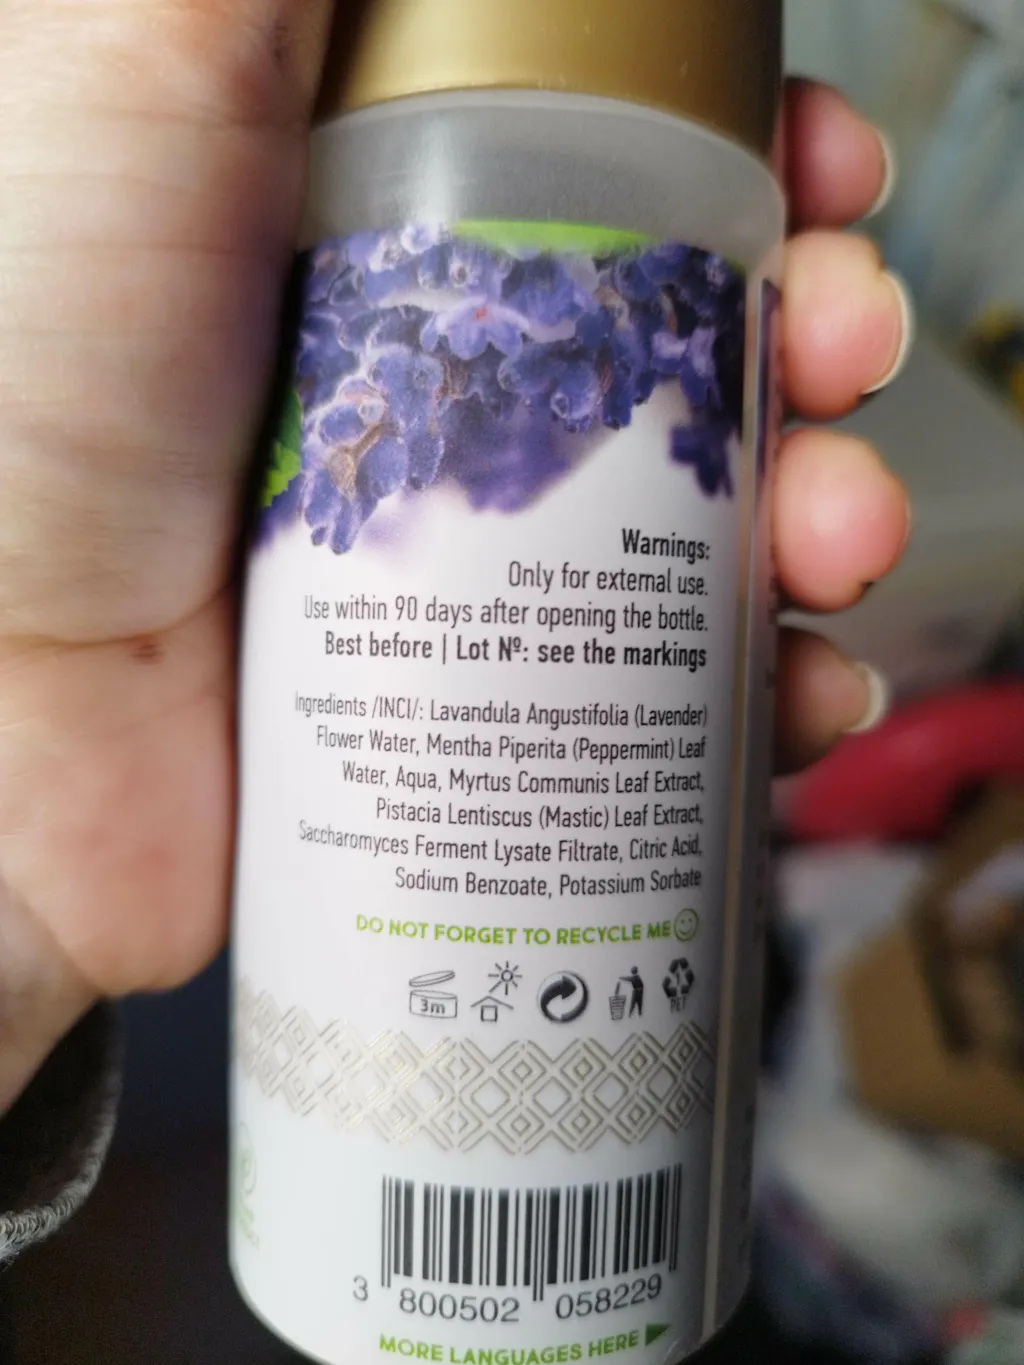 Warnings:
Only for external use.
Use within 90 days after opening the bottle.
Best before | Lot Nº: see the markings
Ingredients /INCI/: Lavandula Angustifolia (Lavender)
Flower Water, Mentha Piperita (Peppermint) Leaf
Water, Aqua, Myrtus Communis Leaf Extract,
Pistacia Lentiscus (Mastic) Leaf Extract,
Saccharomyces Ferment Lysate Filtrate, Citric Acid,
Sodium Benzoate, Potassium Sorbate
DO NOT FORGET TO RECYCLE ME
3m
PET
3 800502 058229
MORE LANGUAGES HERE